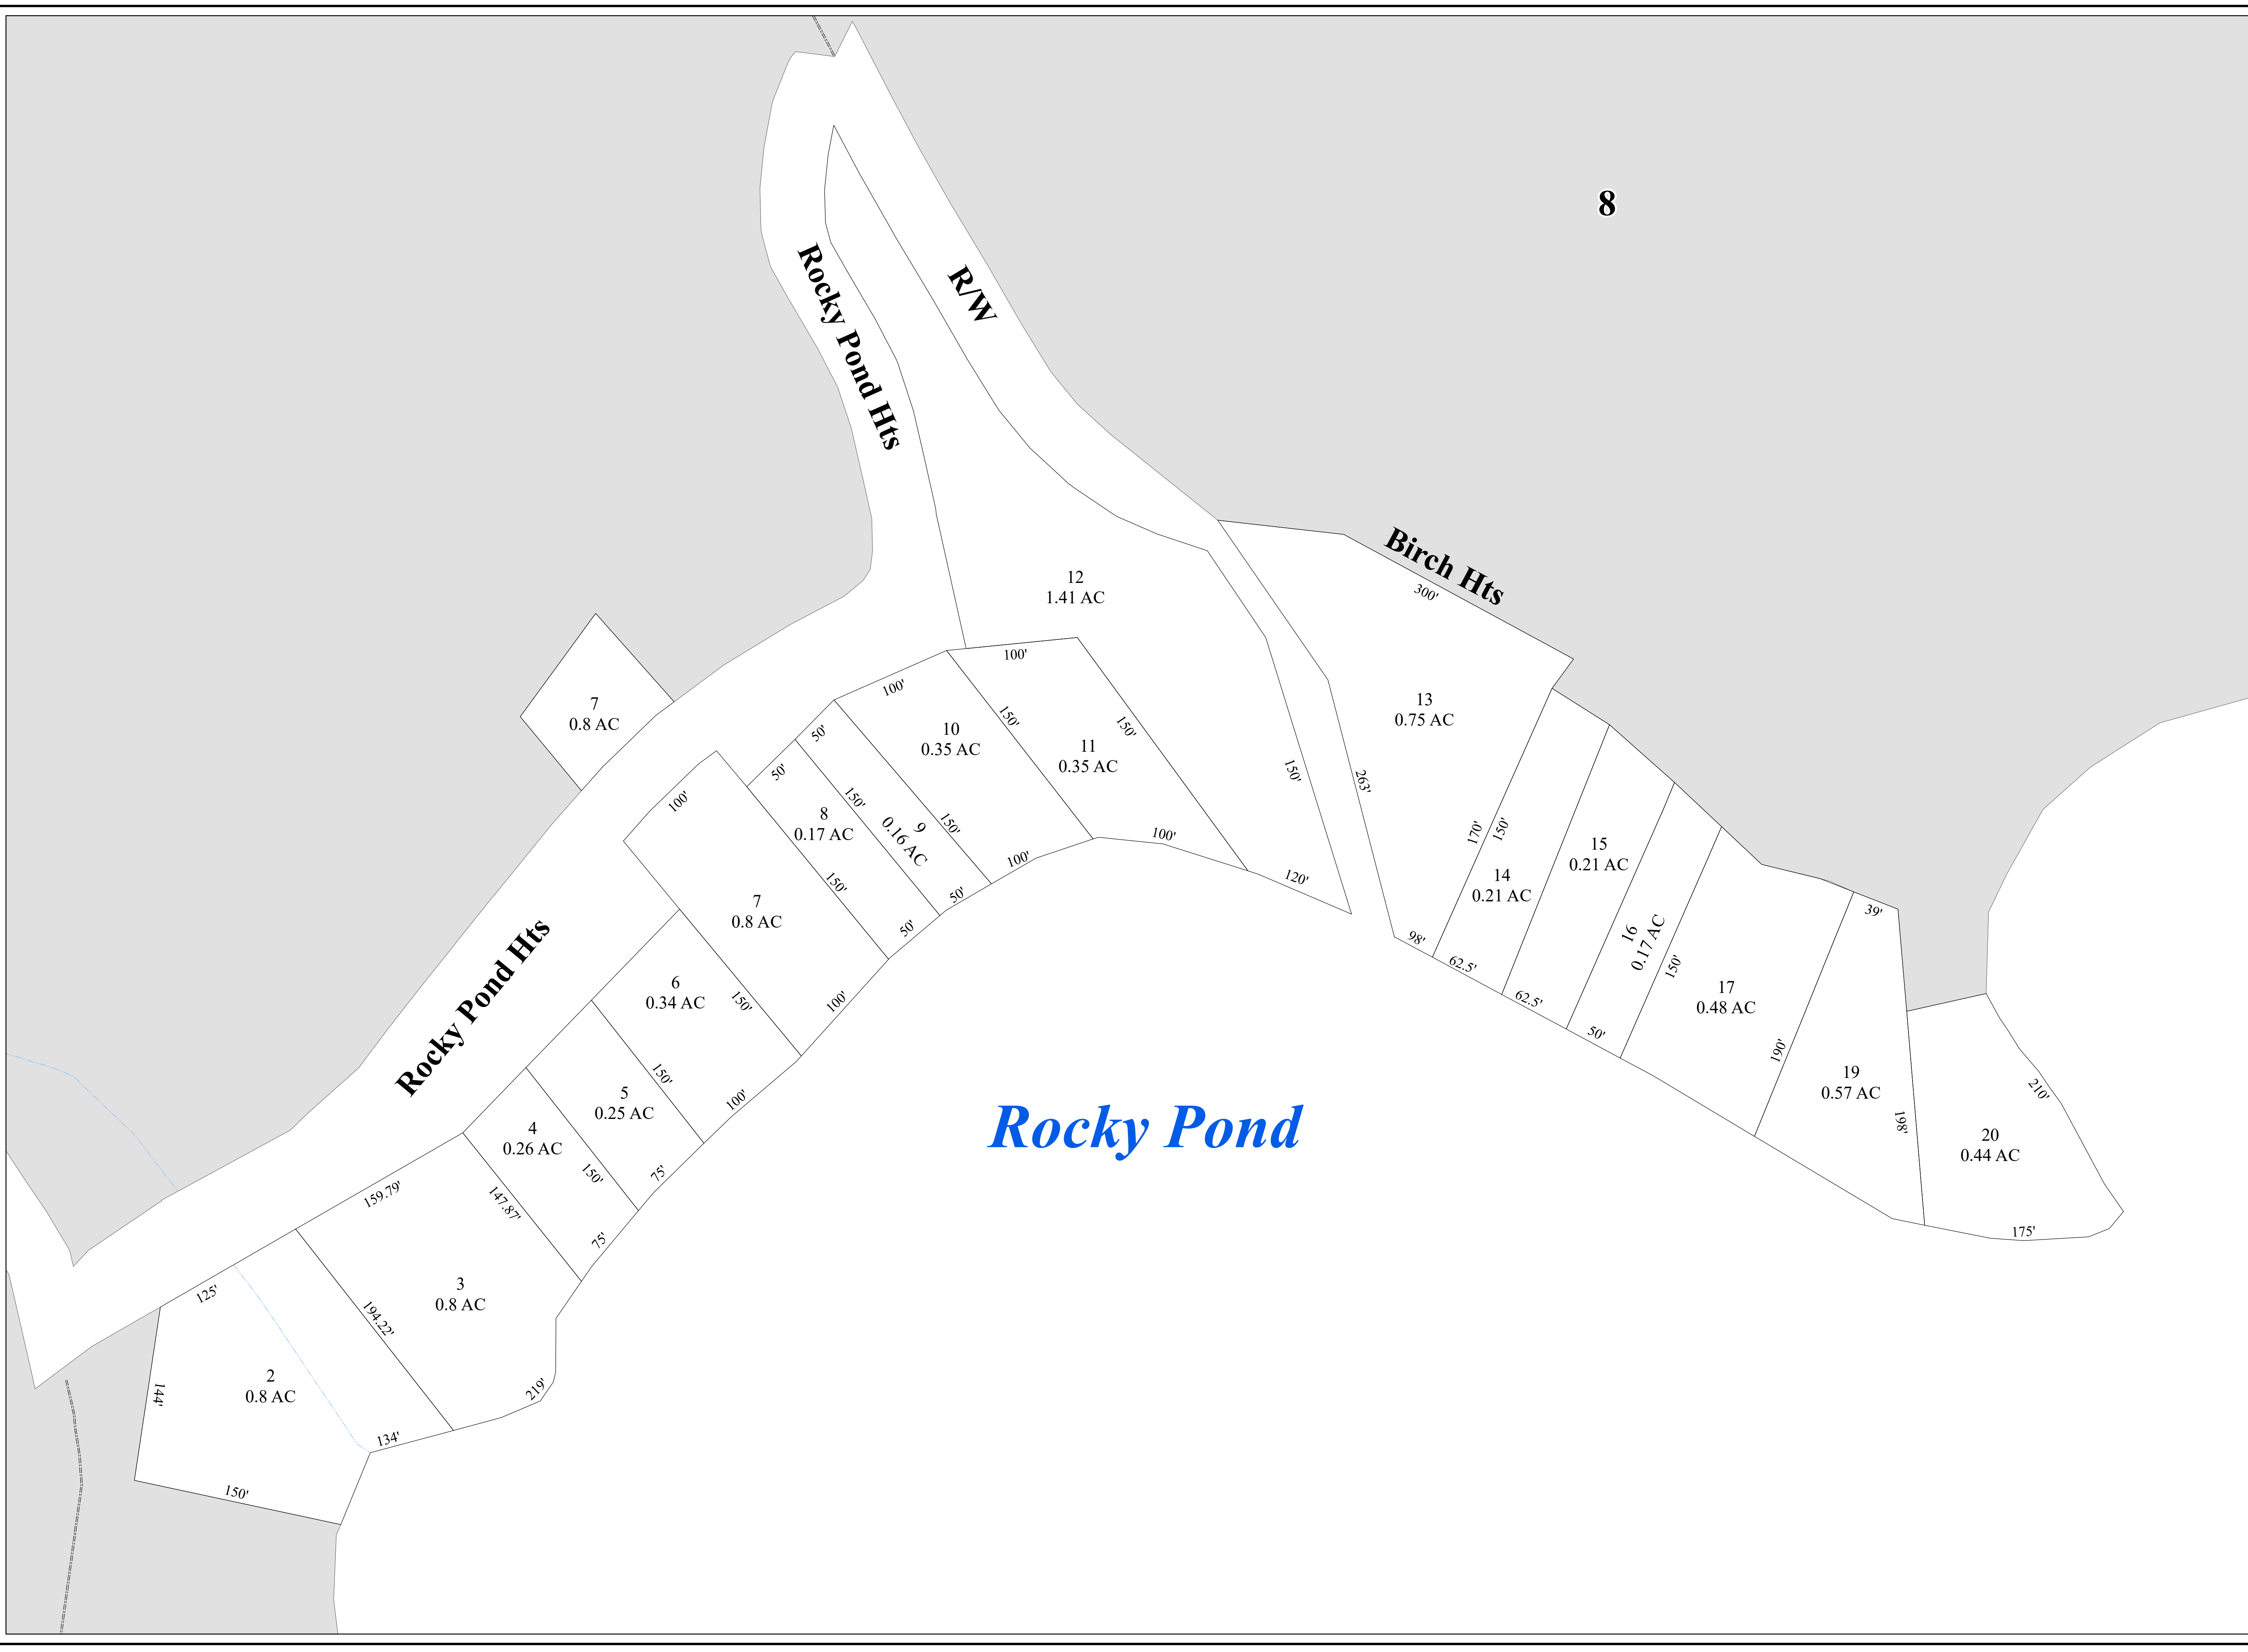 8
R/W
Rocky Pond Hts
Birch Hts
300'
12
1.41 AC
100'
7
0.8 AC
100'
150'
150'
13
0.75 AC
10
0.35 AC
11
0.35 AC
50'
50'
150'
263'
100'
8
0.17 AC
150'
9
0.16 AC
150'
100'
100'
120'
170'
150'
14
0.21 AC
15
0.21 AC
16
0.17 AC
150'
17
0.48 AC
39'
7
0.8 AC
150'
50'
50'
Rocky Pond Hts
6
0.34 AC
150'
100'
98'
62.5'
62.5'
50'
190'
19
0.57 AC
198'
210'
20
0.44 AC
175'
5
0.25 AC
150'
100'
4
0.26 AC
150'
75'
Rocky Pond
159.79'
147.87'
75'
125'
3
0.8 AC
194.22'
219'
2
0.8 AC
144'
134'
150'